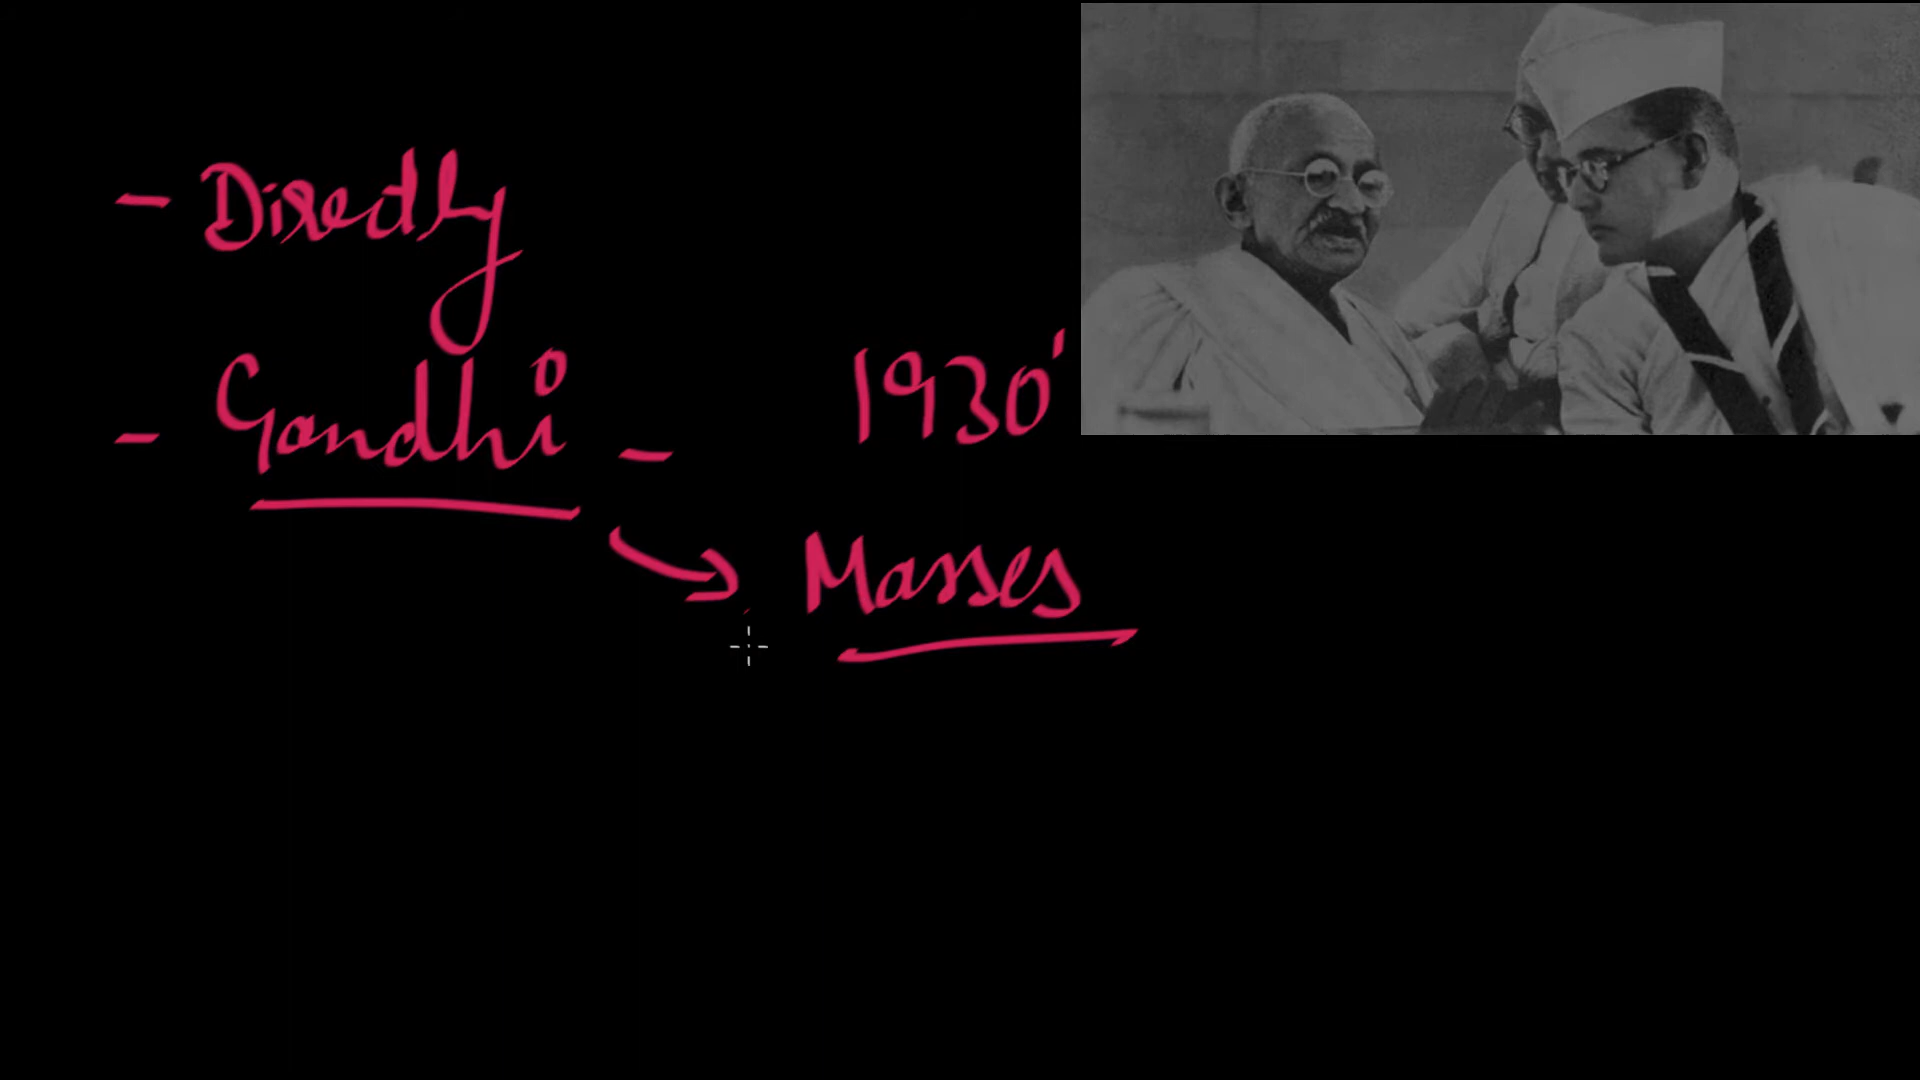 - Directly
- Gandhi - 1930'
→ Masses